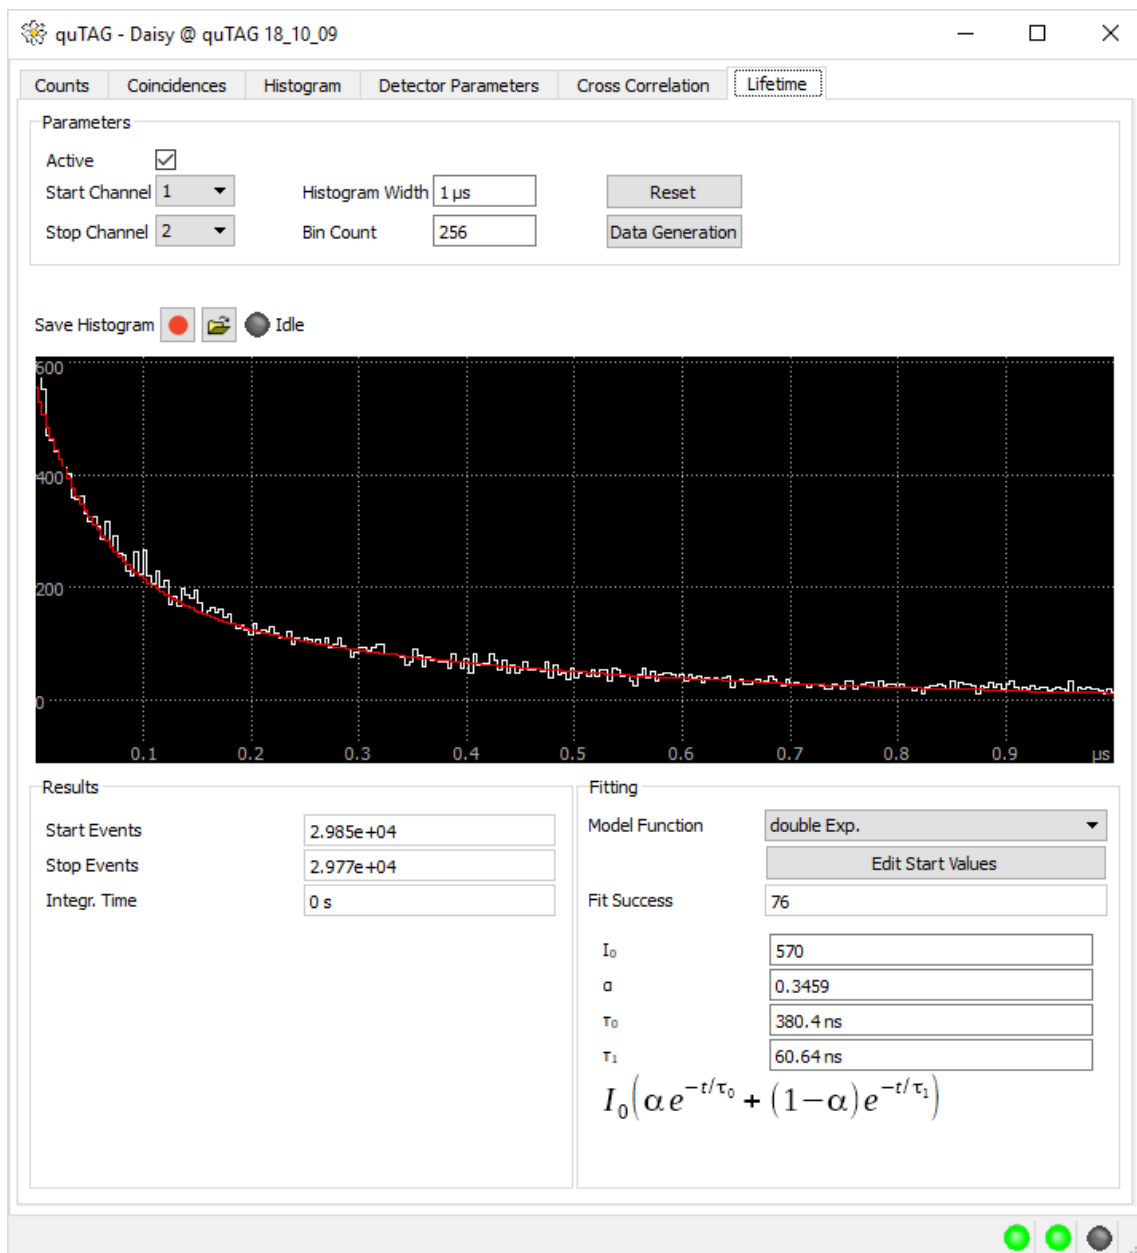 quTAG - Daisy @ quTAG 18_10_09
Counts Coincidences Histogram Detector Parameters Cross Correlation Lifetime
Parameters
Active
Start Channel 1 Histogram Width 1 µs Reset
Stop Channel 2 Bin Count 256 Data Generation
Save Histogram Idle
600
400
200
0
0.1 0.2 0.3 0.4 0.5 0.6 0.7 0.8 0.9 µs
Results Fitting
Model Function double Exp.
Start Events 2.985e+04
Stop Events 2.977e+04 Edit Start Values
Integr. Time 0 s Fit Success 76
I₀ 570
α 0.3459
τ₀ 380.4 ns
τ₁ 60.64 ns
I₀(αe^(−t/τ₀) + (1−α)e^(−t/τ₁))